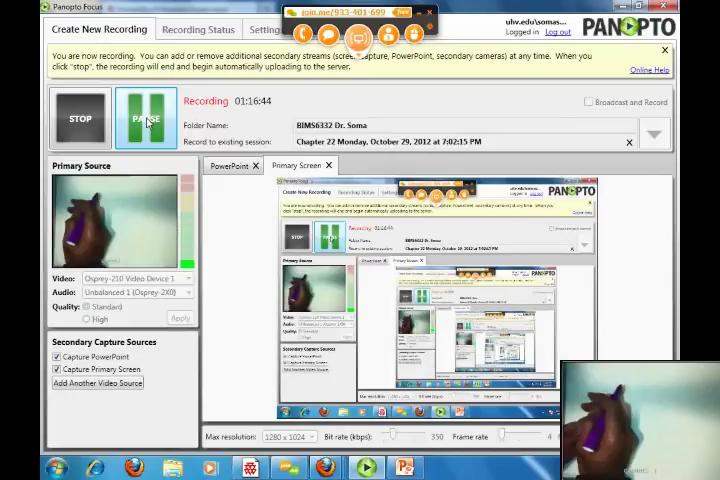 Panopto Focus
join.me/933-401-699
Free
Create New Recording
Recording Status
Settin
uhv.edu\somas
Logged in Log out
PANOPTO
You are now recording. You can add or remove additional secondary streams (screen capture, PowerPoint, secondary cameras) at any time. When you
click "stop", the recording will end and begin automatically uploading to the server.
Online Help
STOP
PAUSE
Recording 01:16:44
Broadcast and Record
Folder Name: BIMS6332 Dr. Soma
Record to existing session: Chapter 22 Monday, October 29, 2012 at 7:02:15 PM
Primary Source
PowerPoint
Primary Screen
Video: Osprey-210 Video Device 1
Audio: Unbalanced 1 (Osprey-2X0)
Quality: Standard
High
Apply
Secondary Capture Sources
Capture PowerPoint
Capture Primary Screen
Add Another Video Source
Max resolution: 1280 x 1024
Bit rate (kbps): 350
Frame rate 4